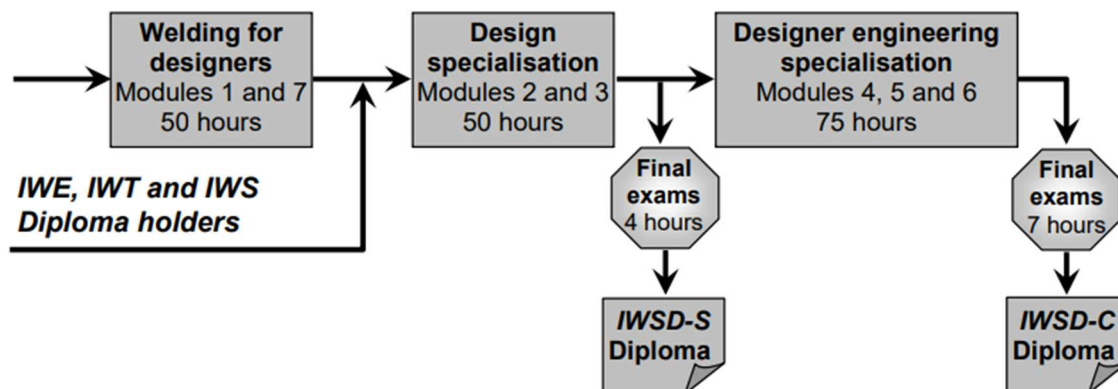 Welding for
designers
Modules 1 and 7
50 hours
Design
specialisation
Modules 2 and 3
50 hours
Designer engineering
specialisation
Modules 4, 5 and 6
75 hours
IWE, IWT and IWS
Diploma holders
Final
exams
4 hours
Final
exams
7 hours
IWSD-S
Diploma
IWSD-C
Diploma